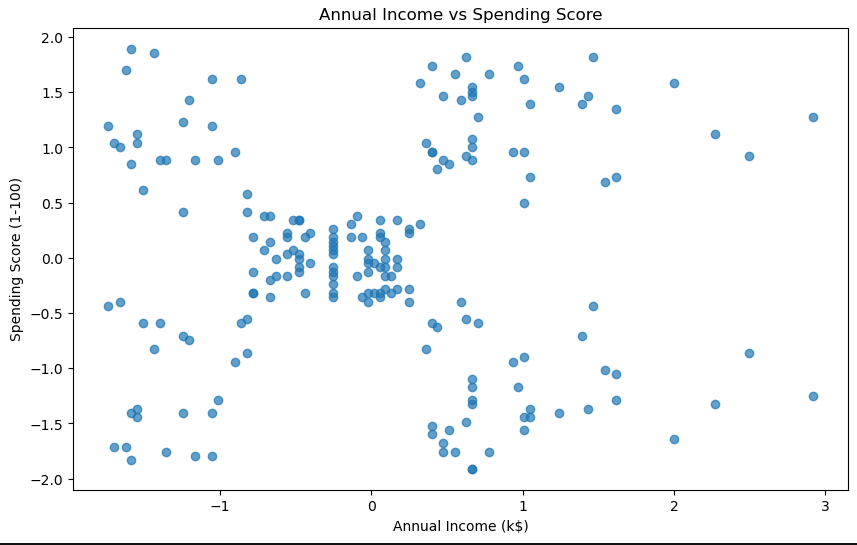 Annual Income vs Spending Score
2.0
1.5
1.0
0.5
0.0
−0.5
−1.0
−1.5
−2.0
Spending Score (1-100)
−1 0 1 2 3
Annual Income (k$)